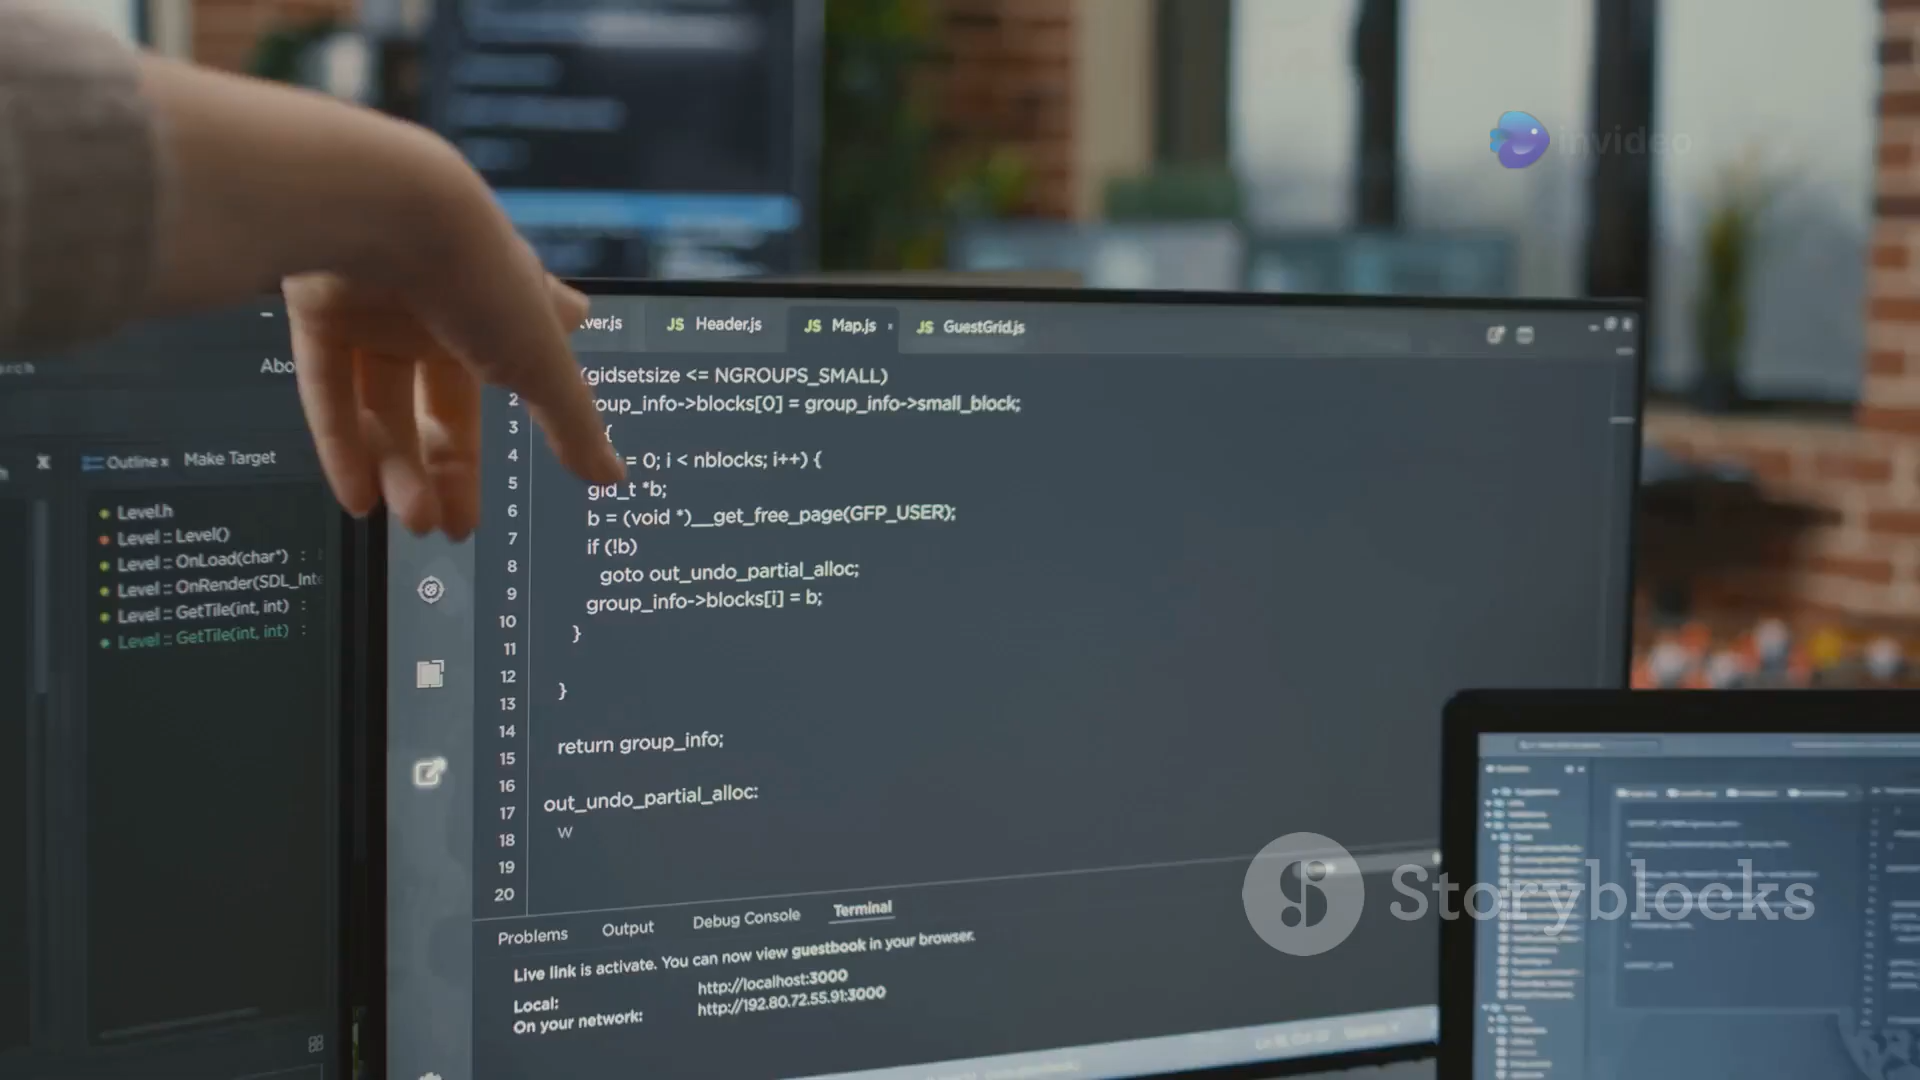 invideo
ver.js
JS Header.js
JS Map.js
JS GuestGrid.js
Abo
Outline x Make Target
Level.h
Level :: Level()
Level :: OnLoad(char*) :
Level :: OnRender(SDL_Inte
Level :: GetTile(int, int) :
Level :: GetTile(int, int) :
(gidsetsize <= NGROUPS_SMALL)
2 roup_info->blocks[0] = group_info->small_block;
3 {
4 = 0; i < nblocks; i++) {
5 gid_t *b;
6 b = (void *)__get_free_page(GFP_USER);
7 if (!b)
8 goto out_undo_partial_alloc;
9 group_info->blocks[i] = b;
10 }
11
12 }
13
14 return group_info;
15
16 out_undo_partial_alloc:
17 w
18
19
20
Problems Output Debug Console Terminal
Live link is activate. You can now view guestbook in your browser.
Local: http://localhost:3000
On your network: http://192.80.72.55.91:3000
Storyblocks